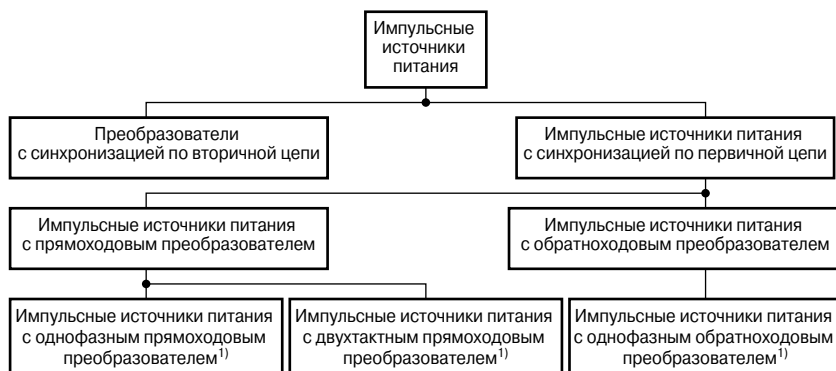 Импульсные
источники
питания
Преобразователи
с синхронизацией по вторичной цепи
Импульсные источники питания
с синхронизацией по первичной цепи
Импульсные источники питания
с прямоходовым преобразователем
Импульсные источники питания
с обратноходовым преобразователем
Импульсные источники питания
с однофазным прямоходовым
преобразователем1)
Импульсные источники питания
с двухтактным прямоходовым
преобразователем1)
Импульсные источники питания
с однофазным обратноходовым
преобразователем1)